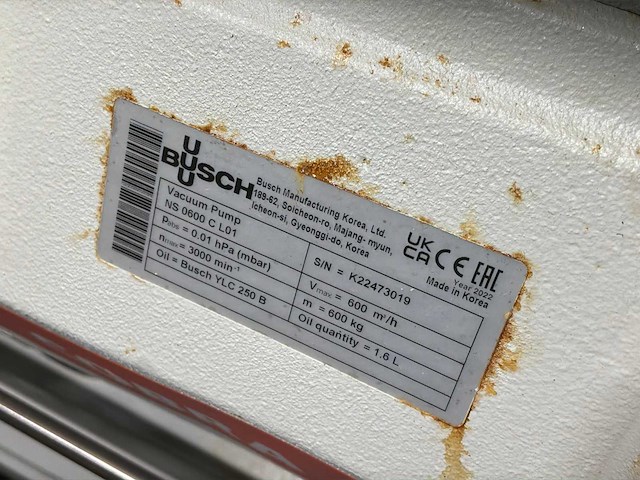 BUSCH
Busch Manufacturing Korea, Ltd.
189-62, Soicheon-ro, Majang- myun,
Icheon-si, Gyeonggi-do, Korea
UK CA CE EAC
Year 2022
Made in Korea
Vacuum Pump
NS 0600 C L01
S/N = K22473019
Pabs = 0.01 hPa (mbar)
Vmax = 600 m³/h
nmax = 3000 min⁻¹
m = 600 kg
Oil = Busch YLC 250 B
Oil quantity = 1.6 L